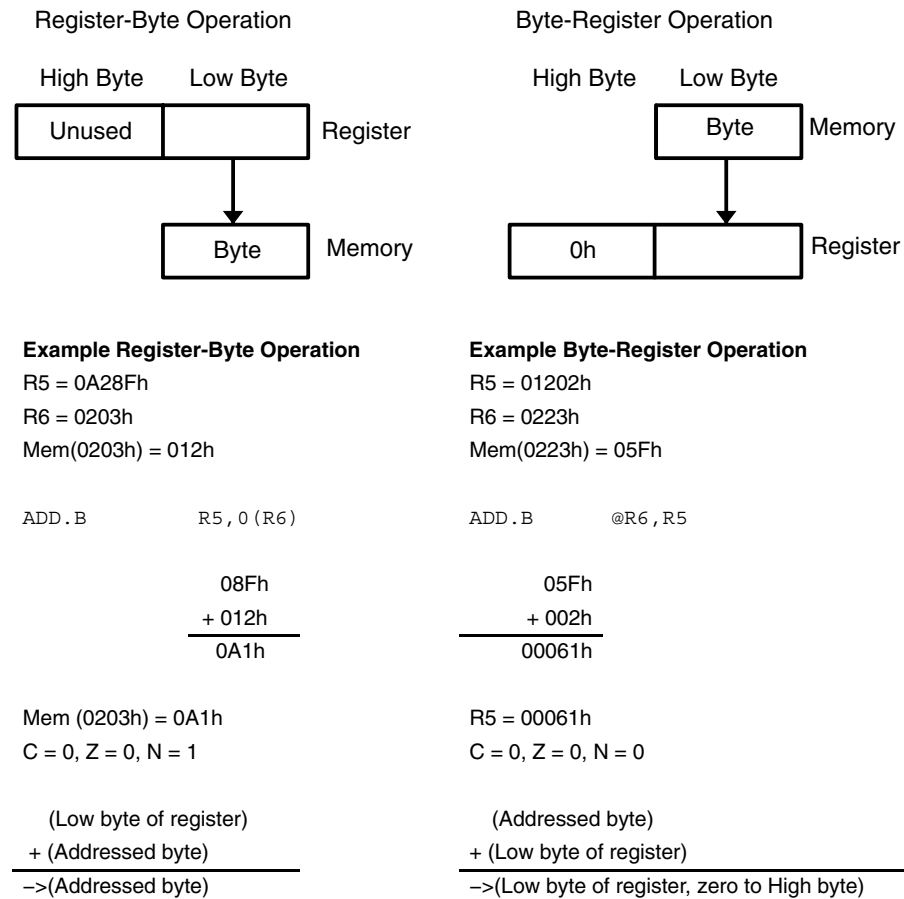 Register-Byte Operation
High Byte Low Byte
Unused Register
Byte Memory
Example Register-Byte Operation
R5 = 0A28Fh
R6 = 0203h
Mem(0203h) = 012h
ADD.B R5,0(R6)
08Fh
+ 012h
0A1h
Mem (0203h) = 0A1h
C = 0, Z = 0, N = 1
(Low byte of register)
+ (Addressed byte)
−>(Addressed byte)
Byte-Register Operation
High Byte Low Byte
Byte Memory
0h Register
Example Byte-Register Operation
R5 = 01202h
R6 = 0223h
Mem(0223h) = 05Fh
ADD.B @R6,R5
05Fh
+ 002h
00061h
R5 = 00061h
C = 0, Z = 0, N = 0
(Addressed byte)
+ (Low byte of register)
−>(Low byte of register, zero to High byte)